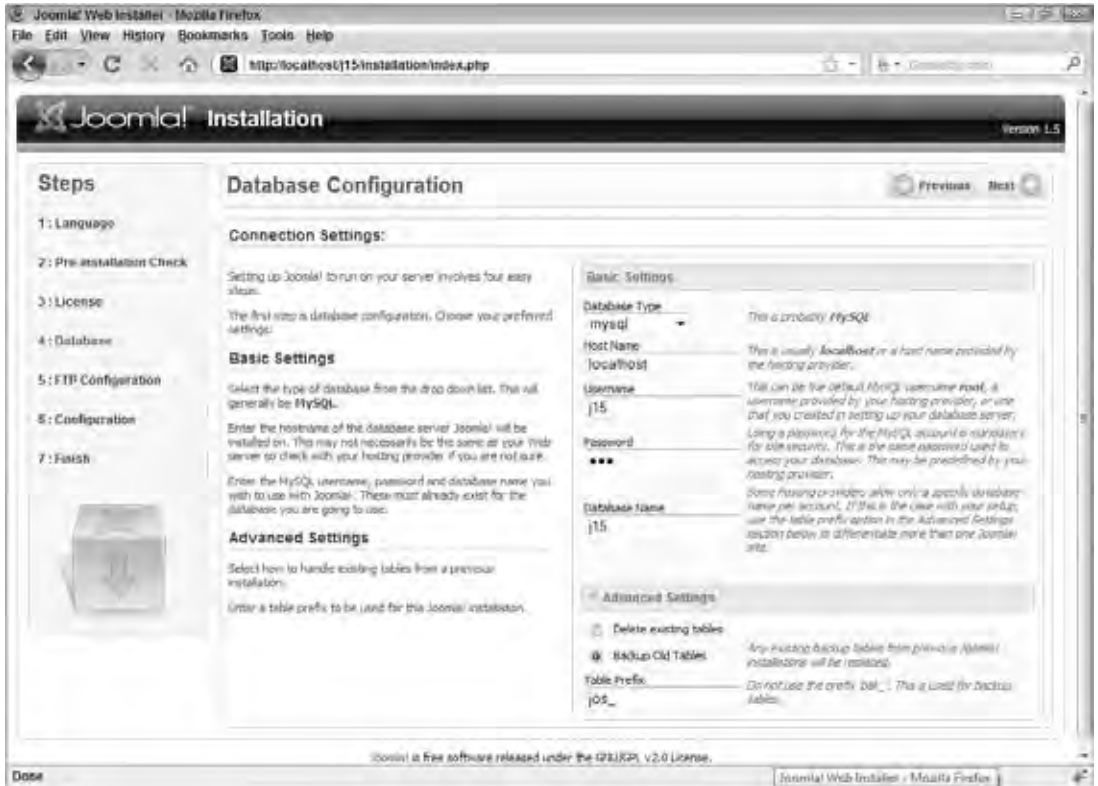 Joomla! Web Installer - Mozilla Firefox
File Edit View History Bookmarks Tools Help
http://localhost/j15/installation/index.php
Joomla! Installation
Version 1.5
Steps
1 : Language
2 : Pre-installation Check
3 : License
4 : Database
5 : FTP Configuration
6 : Configuration
7 : Finish
Database Configuration
Previous Next
Connection Settings:
Setting up Joomla! to run on your server involves four easy
steps.
The first step is database configuration. Choose your preferred
settings:
Basic Settings
Select the type of database from the drop down list. This will
generally be MySQL.
Enter the hostname of the database server Joomla! will be
installed on. This may not necessarily be the same as your Web
server so check with your hosting provider if you are not sure.
Enter the MySQL username, password and database name you
wish to use with Joomla!. These must already exist for the
database you are going to use.
Advanced Settings
Select how to handle existing tables from a previous
installation.
Enter a table prefix to be used for this Joomla! installation.
Basic Settings
Database Type
mysql
This is probably MySQL
Host Name
localhost
This is usually localhost or a host name provided by
the hosting provider.
Username
j15
This can be the default MySQL username root, a
username provided by your hosting provider, or one
that you created in setting up your database server.
Password
•••
Using a password for the MySQL account is mandatory
for site security. This is the same password used to
access your database. This may be predefined by your
hosting provider.
Database Name
j15
Some hosting providers allow only a specific database
name per account. If this is the case with your setup,
use the table prefix option in the Advanced Settings
section below to differentiate more than one Joomla!
site.
Advanced Settings
Delete existing tables
Backup Old Tables
Any existing backup tables from previous Joomla!
installations will be replaced.
Table Prefix
jos_
Do not use the prefix 'bak_'. This is used for backup
tables.
Joomla! is free software released under the GNU/GPL v2.0 License.
Done
Joomla! Web Installer - Mozilla Firefox